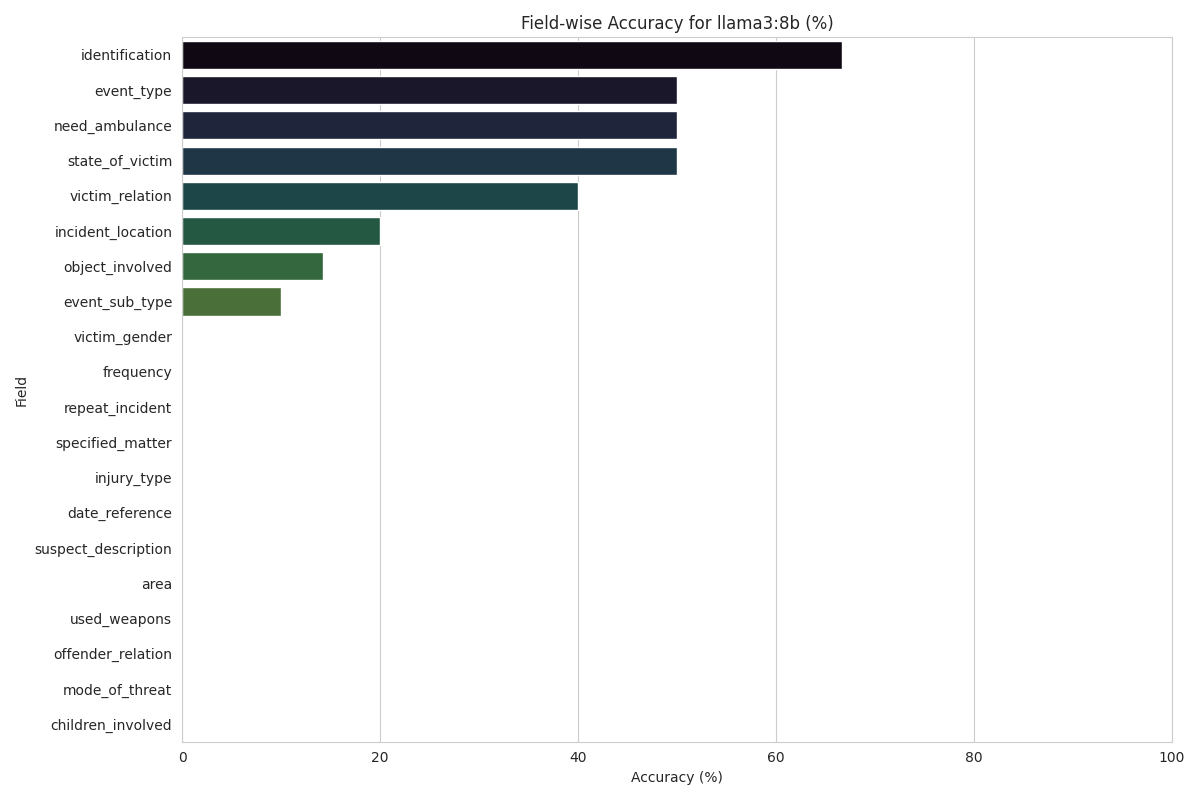 Field-wise Accuracy for llama3:8b (%)
identification
event_type
need_ambulance
state_of_victim
victim_relation
incident_location
object_involved
event_sub_type
victim_gender
frequency
repeat_incident
specified_matter
injury_type
date_reference
suspect_description
area
used_weapons
offender_relation
mode_of_threat
children_involved
Field
0 20 40 60 80 100
Accuracy (%)